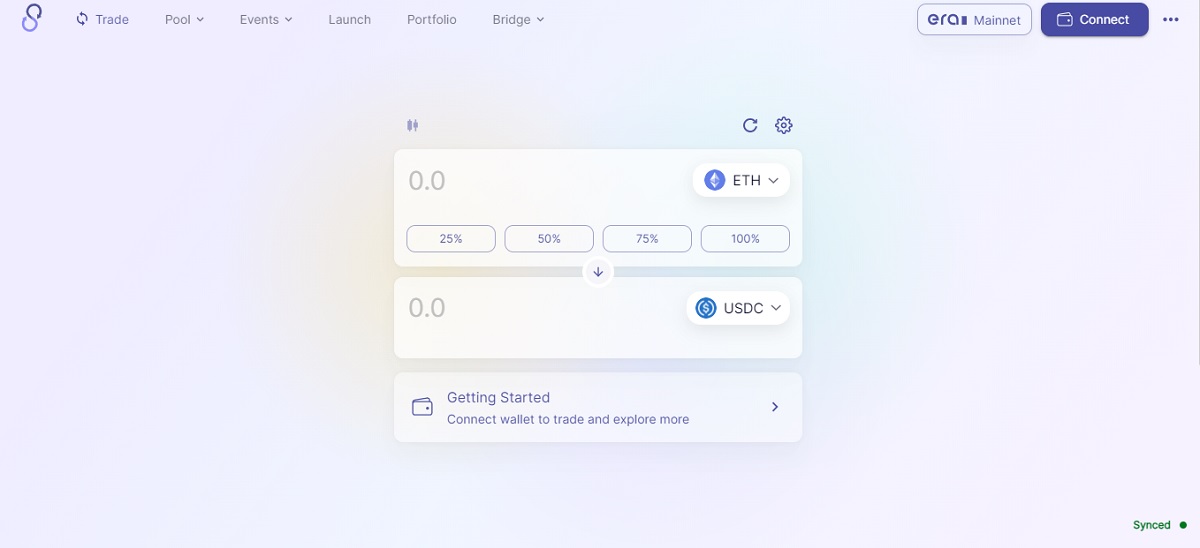 Trade
Pool
Events
Launch
Portfolio
Bridge
era Mainnet
Connect
0.0
ETH
25%
50%
75%
100%
0.0
USDC
Getting Started
Connect wallet to trade and explore more
Synced